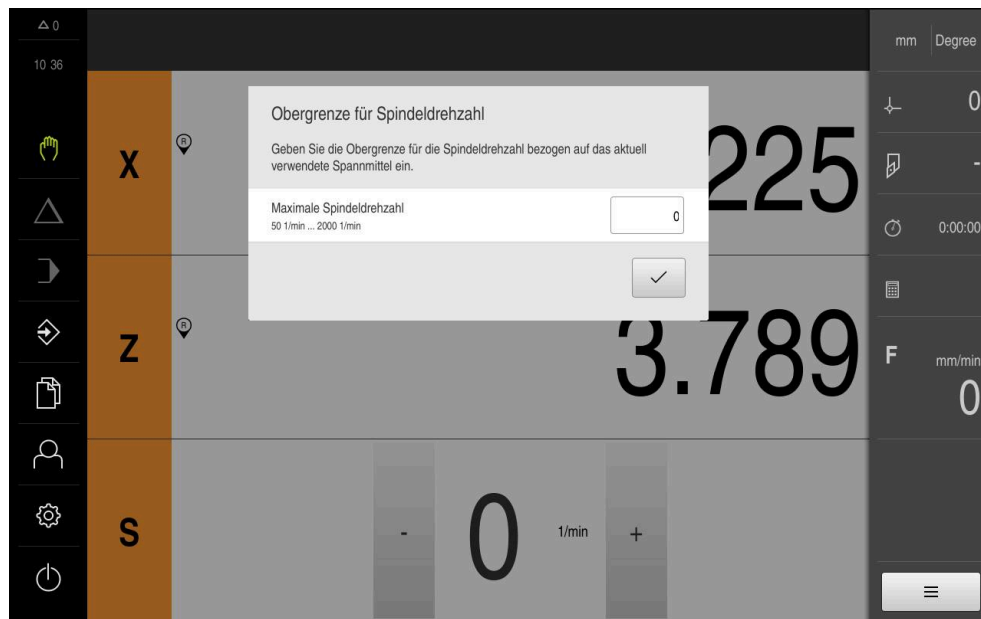 0
10 36
mm Degree
Obergrenze für Spindeldrehzahl
Geben Sie die Obergrenze für die Spindeldrehzahl bezogen auf das aktuell
verwendete Spannmittel ein.
Maximale Spindeldrehzahl
50 1/min ... 2000 1/min
0
X
R
225
Z
R
3.789
S
-
0
1/min
+
0
-
0:00:00
F
mm/min
0